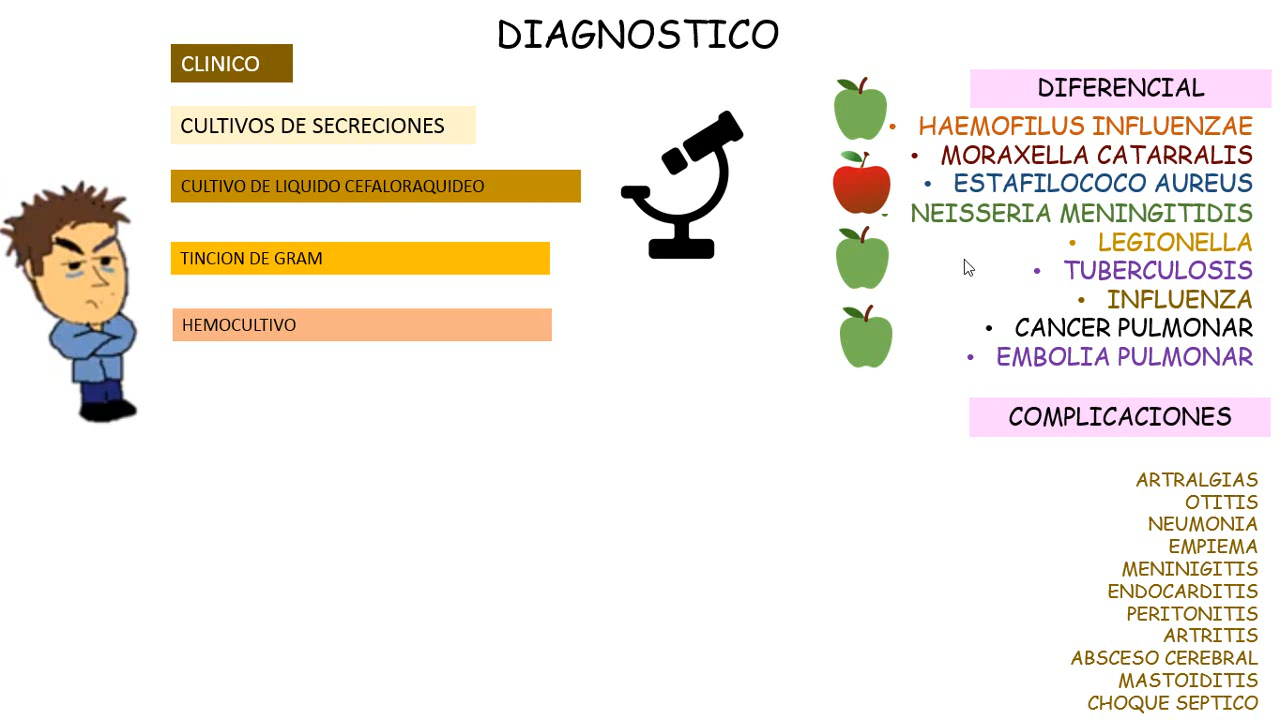 DIAGNOSTICO
CLINICO
CULTIVOS DE SECRECIONES
CULTIVO DE LIQUIDO CEFALORAQUIDEO
TINCION DE GRAM
HEMOCULTIVO
DIFERENCIAL
• HAEMOFILUS INFLUENZAE
• MORAXELLA CATARRALIS
• ESTAFILOCOCO AUREUS
• NEISSERIA MENINGITIDIS
• LEGIONELLA
• TUBERCULOSIS
• INFLUENZA
• CANCER PULMONAR
• EMBOLIA PULMONAR
COMPLICACIONES
ARTRALGIAS
OTITIS
NEUMONIA
EMPIEMA
MENINIGITIS
ENDOCARDITIS
PERITONITIS
ARTRITIS
ABSCESO CEREBRAL
MASTOIDITIS
CHOQUE SEPTICO